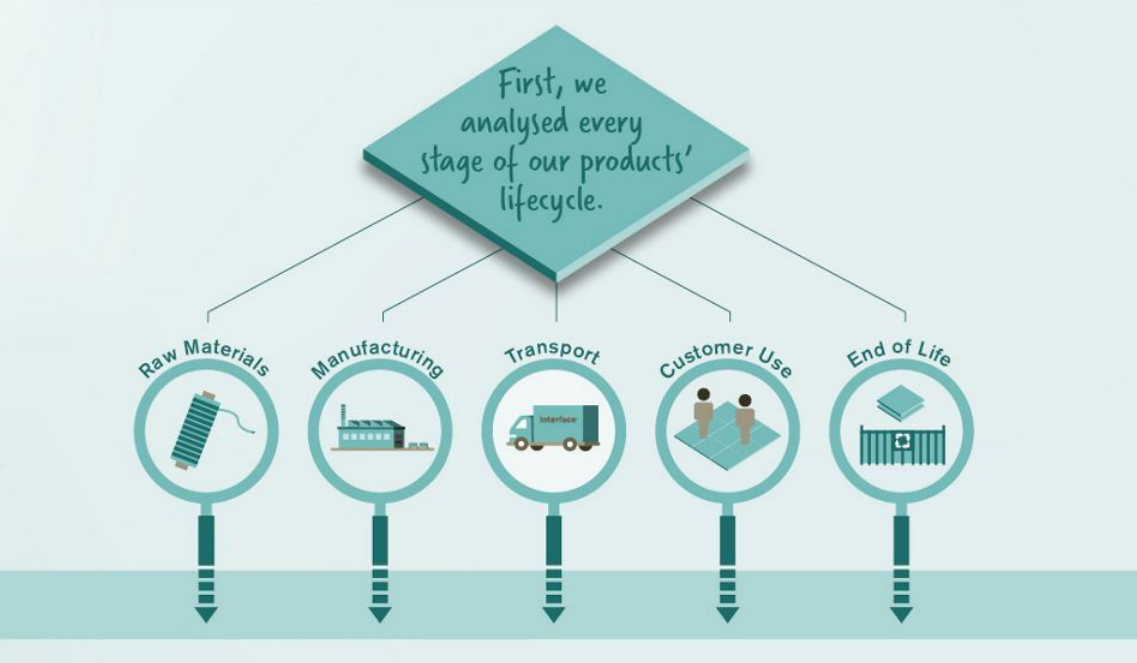 First, we
analysed every
stage of our products'
lifecycle.
Raw Materials
Manufacturing
Transport
Customer Use
End of Life
Interface